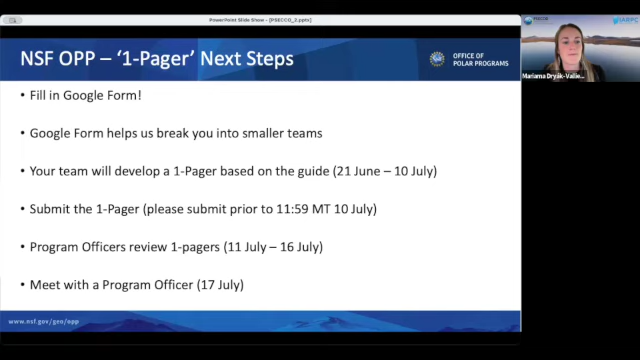 PowerPoint Slide Show - [PSECCO_2.pptx]
NSF OPP – ‘1-Pager’ Next Steps
OFFICE OF
POLAR PROGRAMS
• Fill in Google Form!
• Google Form helps us break you into smaller teams
• Your team will develop a 1-Pager based on the guide (21 June – 10 July)
• Submit the 1-Pager (please submit prior to 11:59 MT 10 July)
• Program Officers review 1-pagers (11 July – 16 July)
• Meet with a Program Officer (17 July)
www.nsf.gov/geo/opp
PSECCO
IARPC
Mariama Dryák-Vallie...